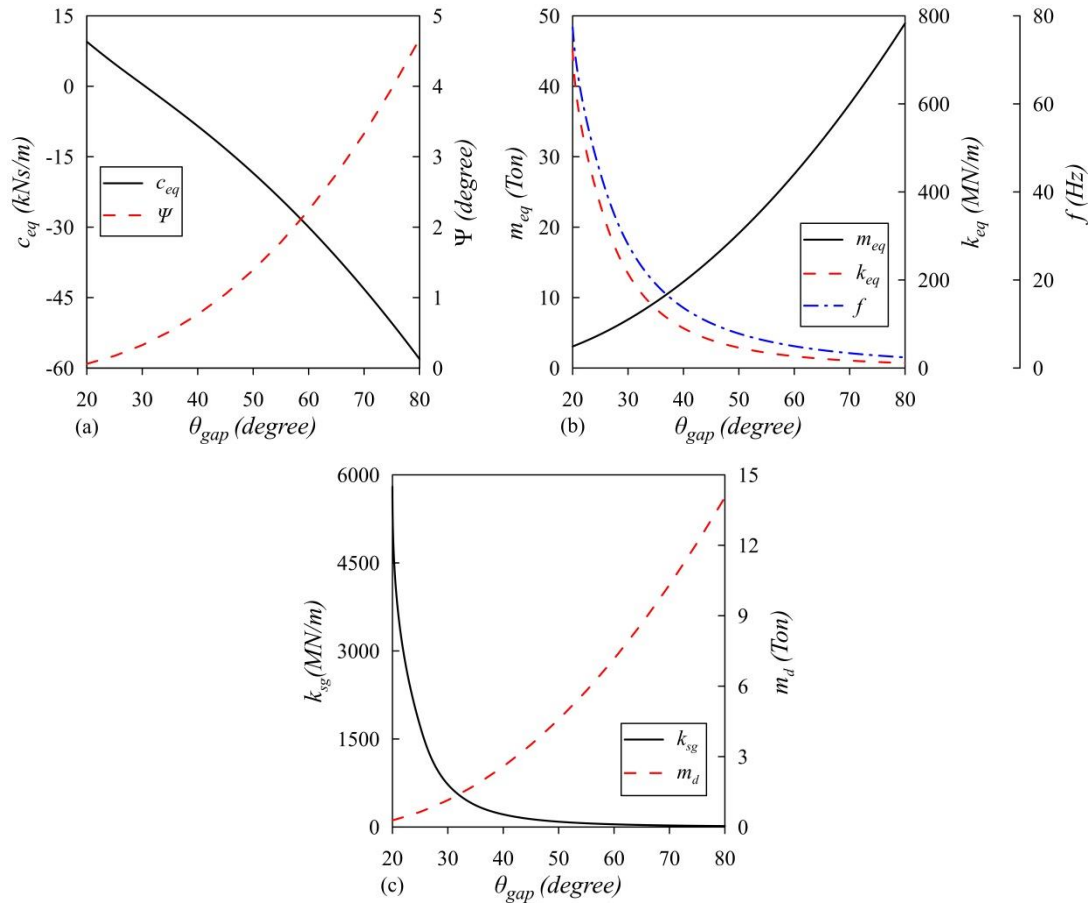 15
0
-15
-30
-45
-60
c_eq (kNs/m)
5
4
3
2
1
0
Ψ (degree)
c_eq
Ψ
20 30 40 50 60 70 80
(a) θ_gap (degree)
50
40
30
20
10
0
m_eq (Ton)
800
600
400
200
0
k_eq (MN/m)
80
60
40
20
0
f (Hz)
m_eq
k_eq
f
20 30 40 50 60 70 80
(b) θ_gap (degree)
6000
4500
3000
1500
0
k_sg(MN/m)
15
12
9
6
3
0
m_d (Ton)
k_sg
m_d
20 30 40 50 60 70 80
(c) θ_gap (degree)